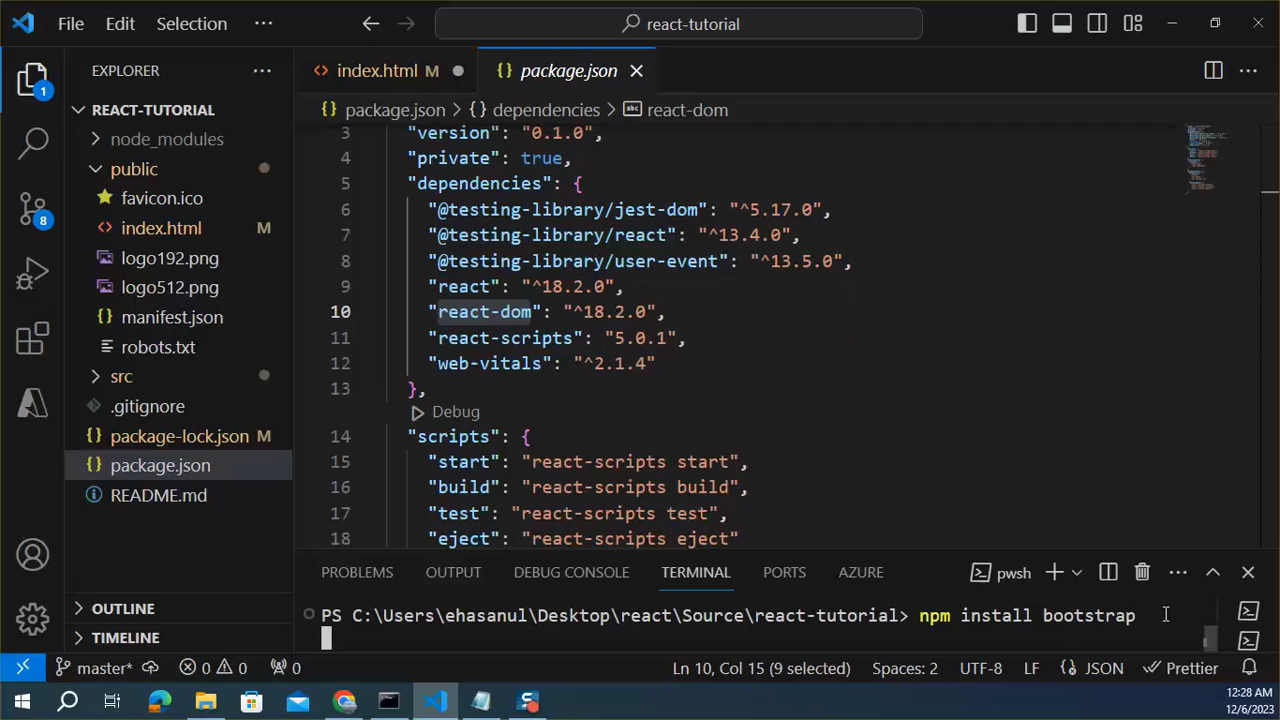 File Edit Selection ··· react-tutorial
EXPLORER ···
1
REACT-TUTORIAL
node_modules
public
favicon.ico
index.html M
logo192.png
logo512.png
manifest.json
robots.txt
src
.gitignore
package-lock.json M
package.json
README.md
OUTLINE
TIMELINE
8
index.html M
package.json
package.json > {} dependencies > abc react-dom
3 "version": "0.1.0",
4 "private": true,
5 "dependencies": {
6 "@testing-library/jest-dom": "^5.17.0",
7 "@testing-library/react": "^13.4.0",
8 "@testing-library/user-event": "^13.5.0",
9 "react": "^18.2.0",
10 "react-dom": "^18.2.0",
11 "react-scripts": "5.0.1",
12 "web-vitals": "^2.1.4"
13 },
Debug
14 "scripts": {
15 "start": "react-scripts start",
16 "build": "react-scripts build",
17 "test": "react-scripts test",
18 "eject": "react-scripts eject"
PROBLEMS OUTPUT DEBUG CONSOLE TERMINAL PORTS AZURE pwsh
PS C:\Users\ehasanul\Desktop\react\Source\react-tutorial> npm install bootstrap
master* 0 0 0 Ln 10, Col 15 (9 selected) Spaces: 2 UTF-8 LF {} JSON Prettier
12:28 AM
12/6/2023